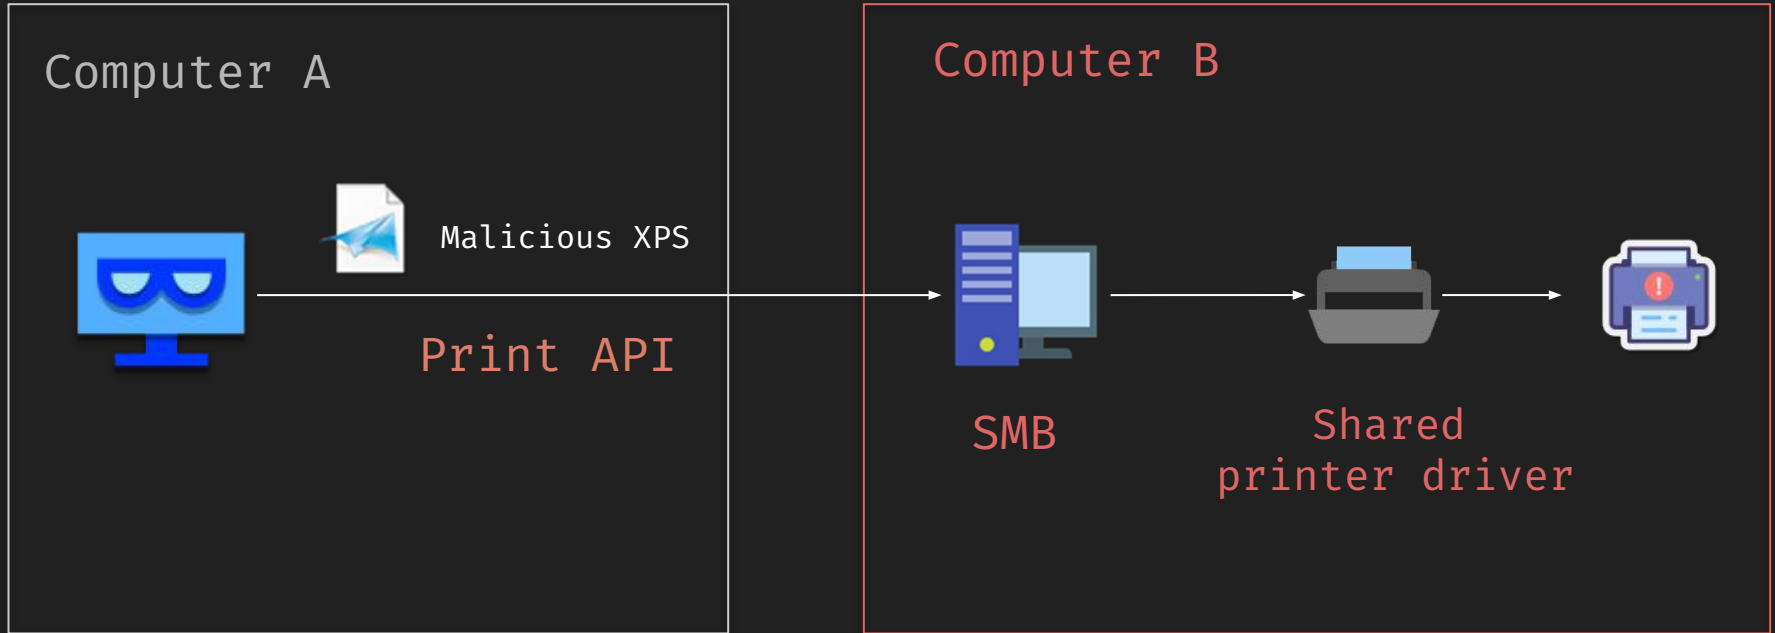 Computer A
Computer B
Malicious XPS
Print API
SMB
Shared
printer driver